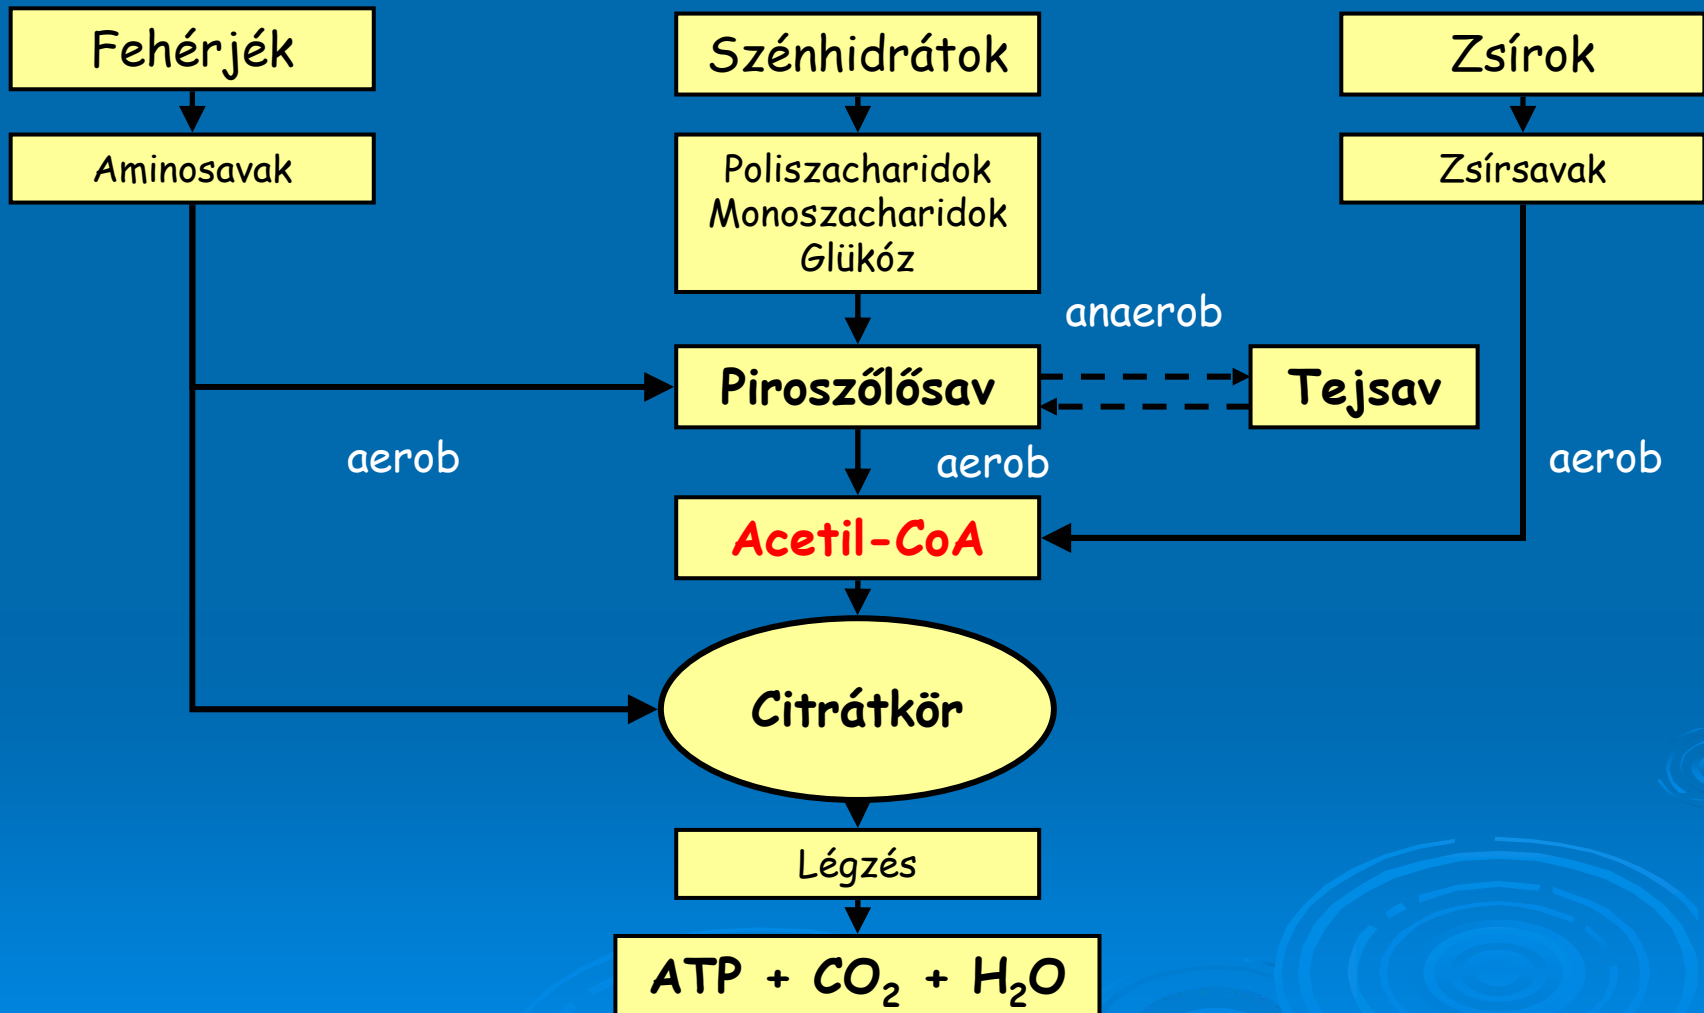 Fehérjék
Szénhidrátok
Zsírok
Aminosavak
Poliszacharidok
Monoszacharidok
Glükóz
Zsírsavak
anaerob
Piroszőlősav
Tejsav
aerob
aerob
aerob
Acetil-CoA
Citrátkör
Légzés
ATP + CO₂ + H₂O